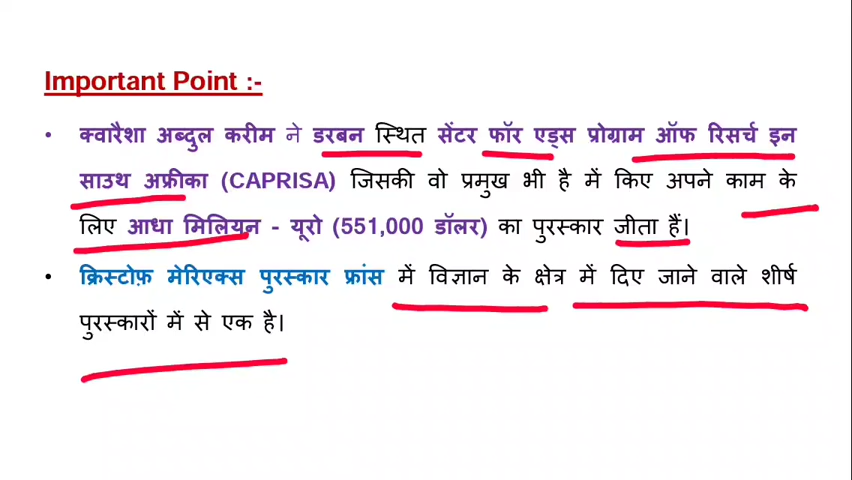 Important Point :-
• क्वारैशा अब्दुल करीम ने डरबन स्थित सेंटर फॉर एड्स प्रोग्राम ऑफ रिसर्च इन
साउथ अफ्रीका (CAPRISA) जिसकी वो प्रमुख भी है में किए अपने काम के
लिए आधा मिलियन - यूरो (551,000 डॉलर) का पुरस्कार जीता हैं।
• क्रिस्टोफ़ मेरिएक्स पुरस्कार फ्रांस में विज्ञान के क्षेत्र में दिए जाने वाले शीर्ष
पुरस्कारों में से एक है।